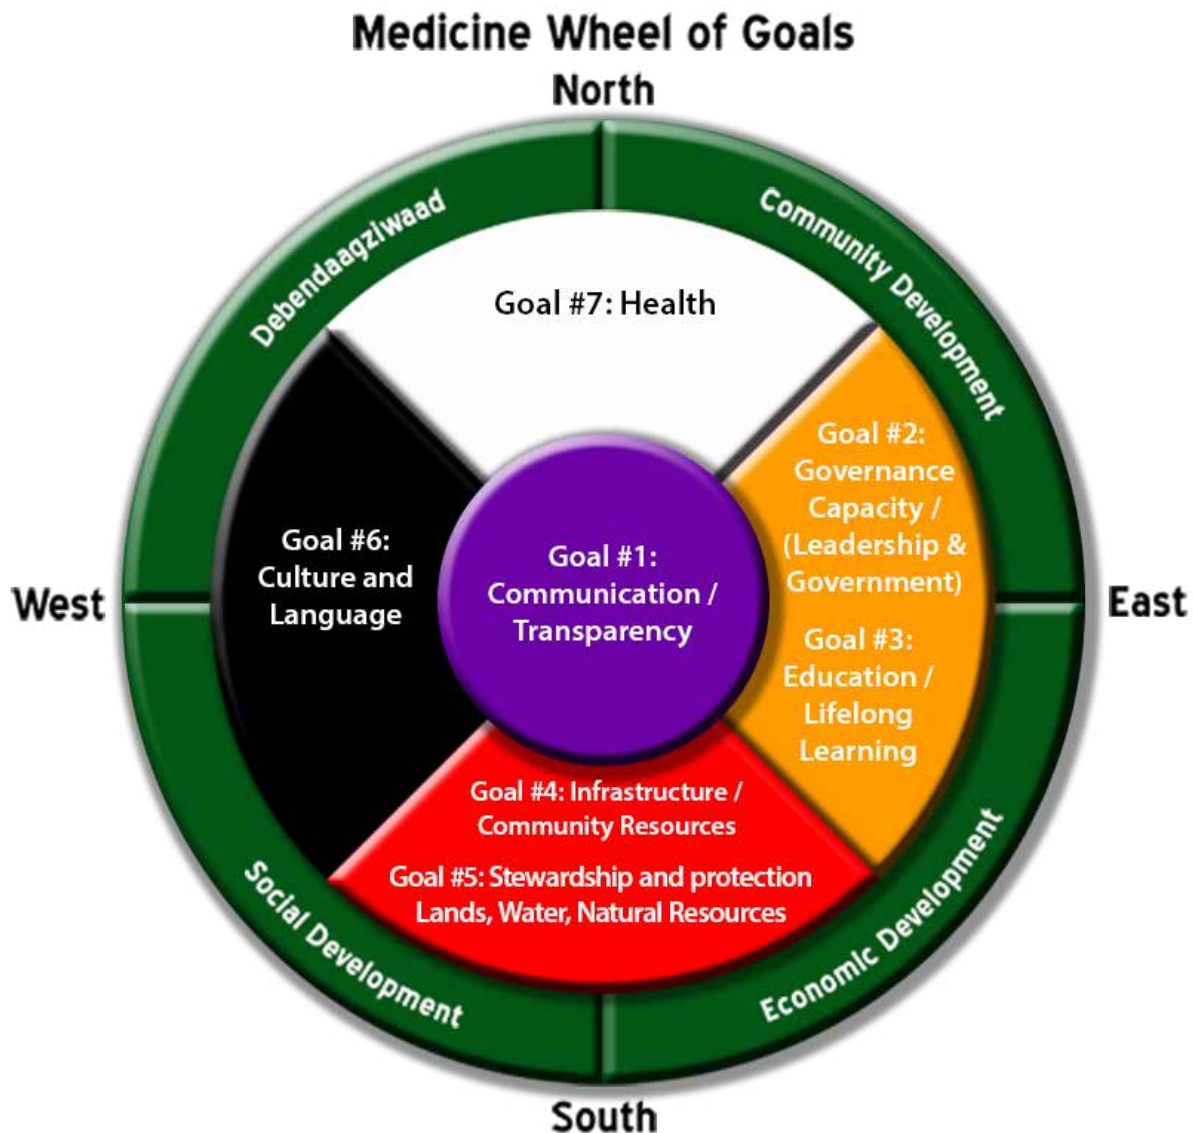 Medicine Wheel of Goals
North
Debendaagziwaad
Community Development
Goal #7: Health
Goal #2:
Governance
Capacity /
(Leadership &
Government)
Goal #6:
Culture and
Language
Goal #1:
Communication /
Transparency
West
East
Goal #3:
Education /
Lifelong
Learning
Goal #4: Infrastructure /
Community Resources
Goal #5: Stewardship and protection
Lands, Water, Natural Resources
Social Development
Economic Development
South